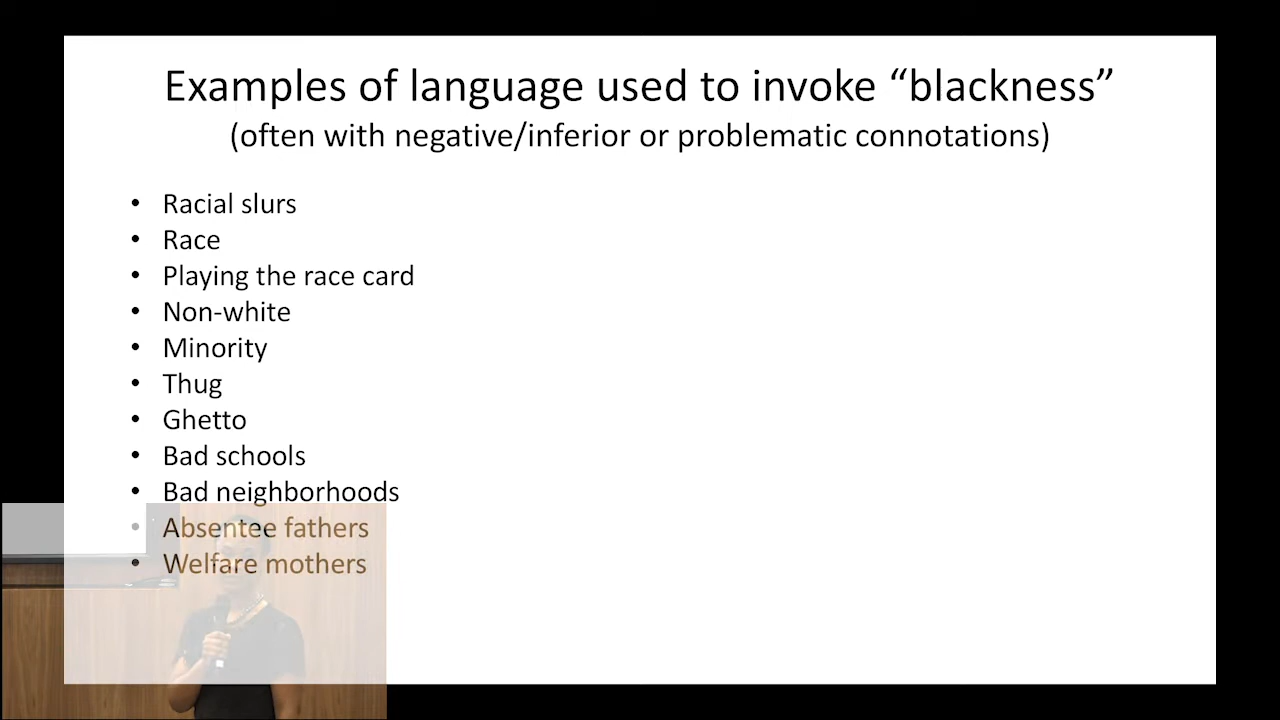 Examples of language used to invoke “blackness”
(often with negative/inferior or problematic connotations)
• Racial slurs
• Race
• Playing the race card
• Non-white
• Minority
• Thug
• Ghetto
• Bad schools
• Bad neighborhoods
• Absentee fathers
• Welfare mothers